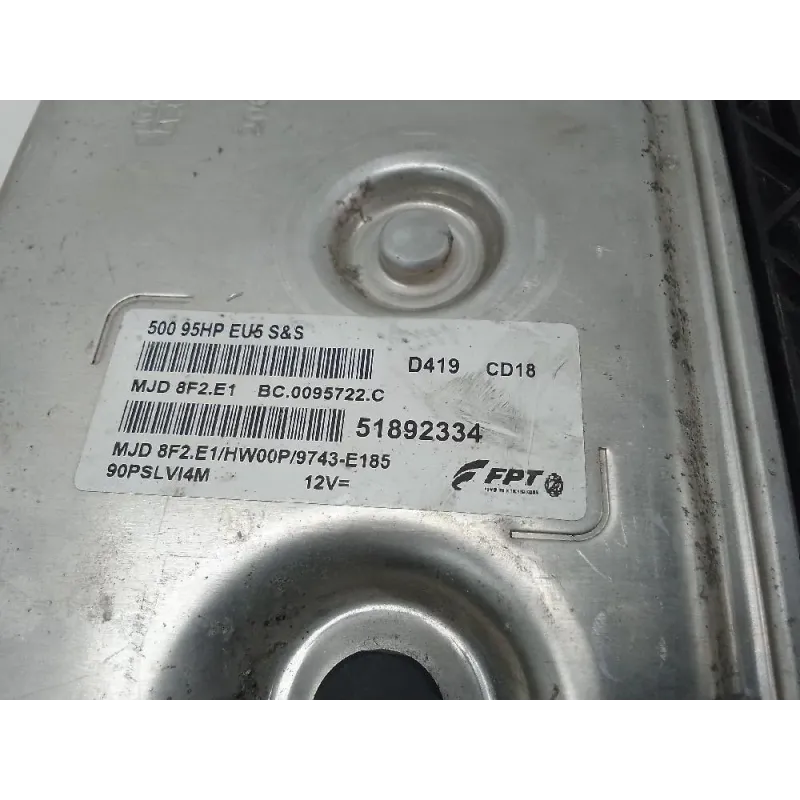 500 95HP EU5 S&S
D419 CD18
MJD 8F2.E1 BC.0095722.C
51892334
MJD 8F2.E1/HW00P/9743-E185
90PSLVI4M 12V=
FPT